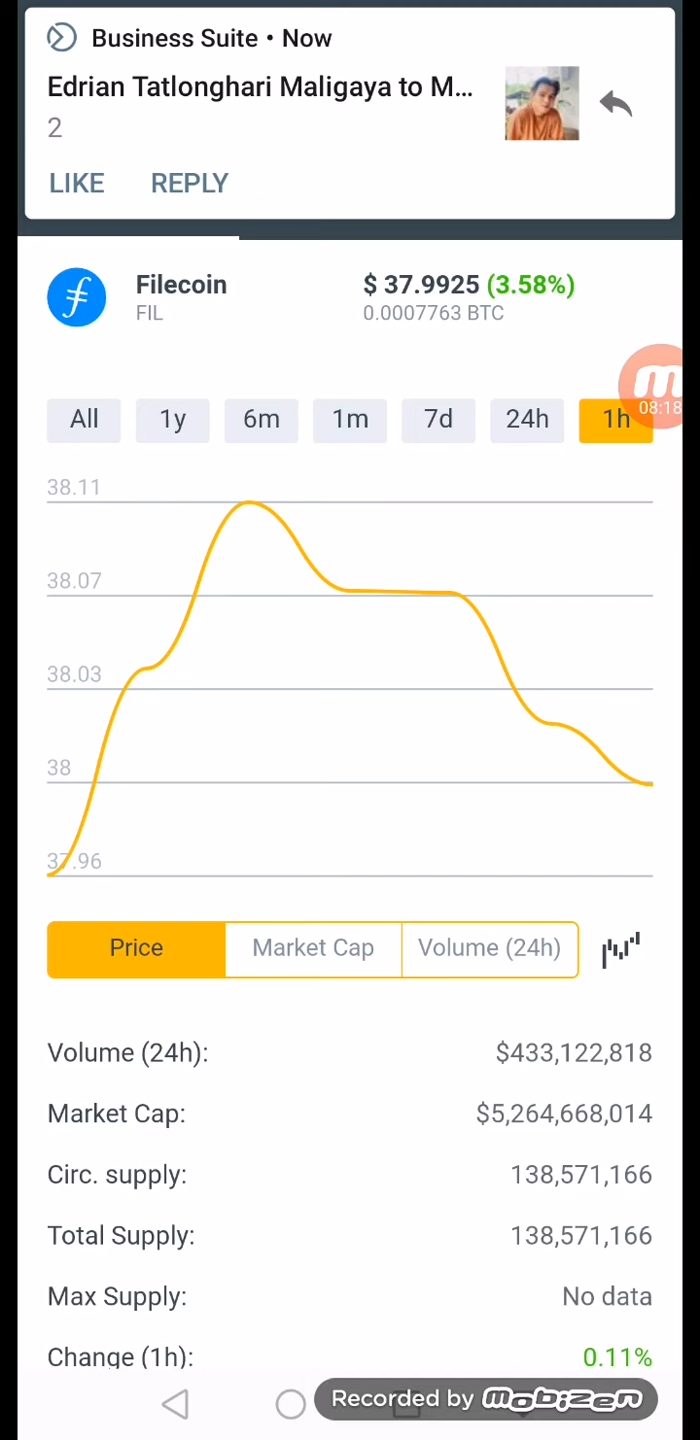 Business Suite • Now
Edrian Tatlonghari Maligaya to M...
2
LIKE REPLY
Filecoin $ 37.9925 (3.58%)
FIL 0.0007763 BTC
All 1y 6m 1m 7d 24h 1h
08:18
38.11
38.07
38.03
38
37.96
Price Market Cap Volume (24h)
Volume (24h): $433,122,818
Market Cap: $5,264,668,014
Circ. supply: 138,571,166
Total Supply: 138,571,166
Max Supply: No data
Change (1h): 0.11%
Recorded by mobizen